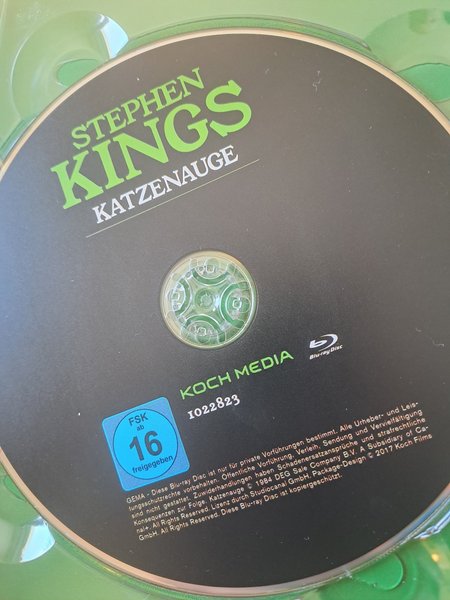 STEPHEN
KINGS
KATZENAUGE
KOCH MEDIA
Blu-ray Disc
1022823
FSK
ab
16
freigegeben
GEMA - Diese Blu-ray Disc ist nur für private Vorführungen bestimmt. Alle Urheber- und Leis-
tungsschutzrechte vorbehalten. Öffentliche Vorführung, Verleih, Sendung und Vervielfältigung
sind nicht gestattet. Zuwiderhandlungen haben Schadenersatzansprüche und strafrechtliche
Konsequenzen zur Folge. Katzenauge © 1984 DEG Sale Company B.V. A Subsidiary of Ca-
nal+. All Rights Reserved. Lizenz durch Studiocanal GmbH. Package-Design © 2017 Koch Films
GmbH. All Rights Reserved. Diese Blu-ray Disc ist kopiergeschützt.